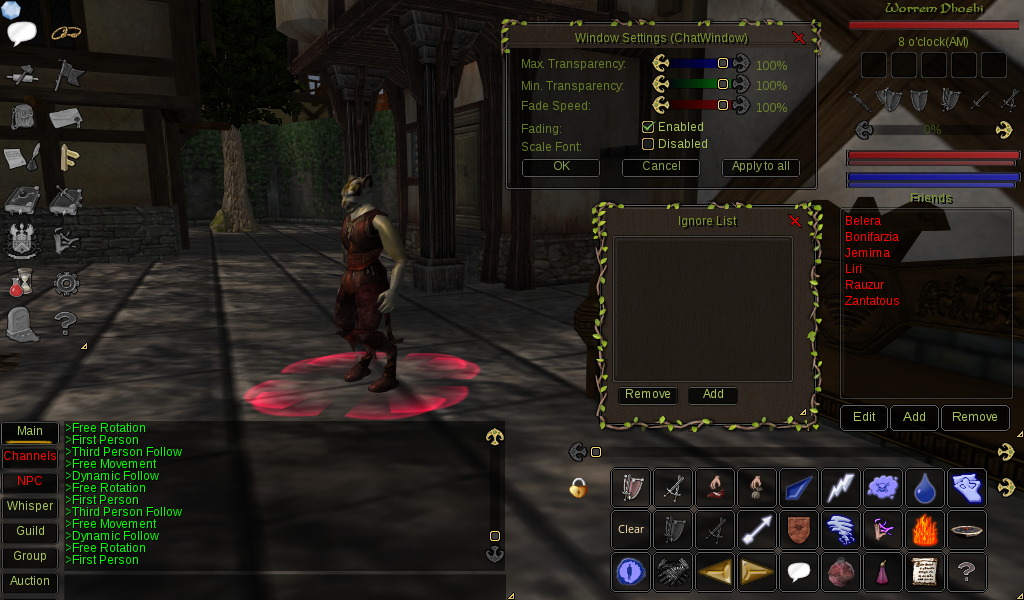 Worrem Dhoshi
8 o'clock(AM)
0%
Window Settings (ChatWindow)
Max. Transparency: 100%
Min. Transparency: 100%
Fade Speed: 100%
Fading: Enabled
Scale Font: Disabled
OK Cancel Apply to all
Ignore List
Remove Add
Friends
Belera
Bonifarzia
Jemima
Liri
Rauzur
Zantatous
Edit Add Remove
Main
Channels
NPC
Whisper
Guild
Group
Auction
>Free Rotation
>First Person
>Third Person Follow
>Free Movement
>Dynamic Follow
>Free Rotation
>First Person
>Third Person Follow
>Free Movement
>Dynamic Follow
>Free Rotation
>First Person
Clear